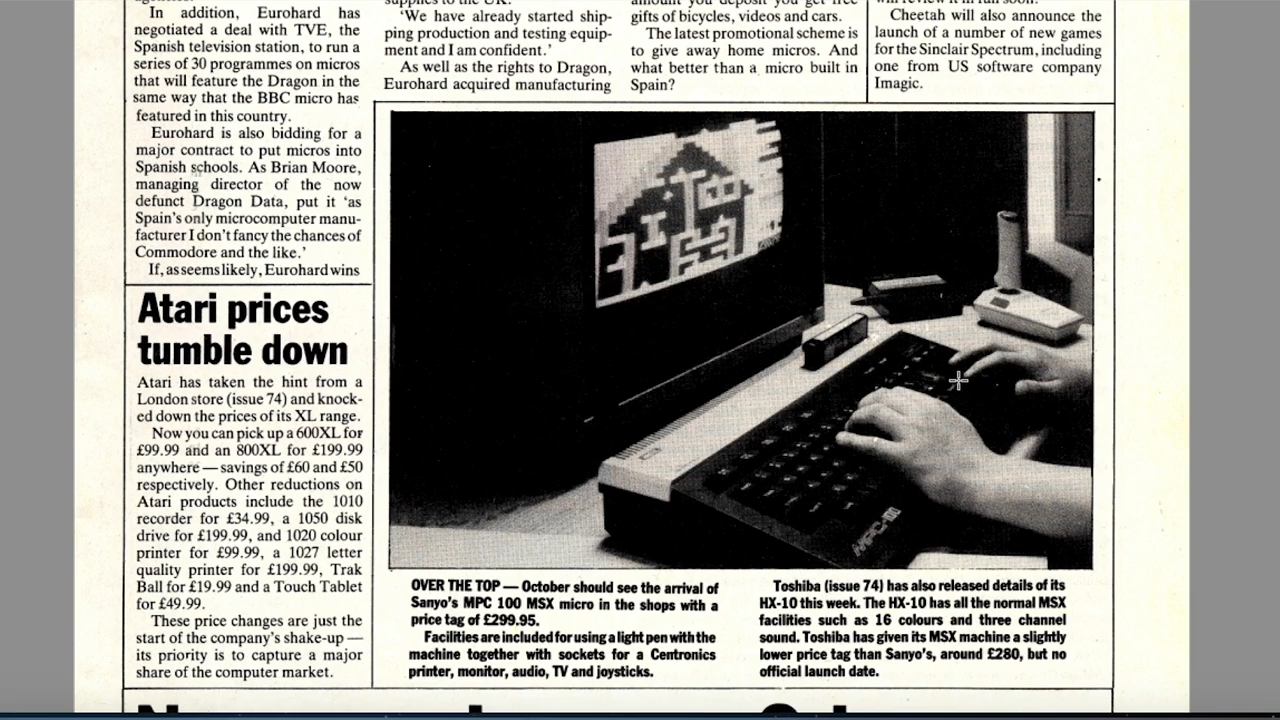 In addition, Eurohard has
negotiated a deal with TVE, the
Spanish television station, to run a
series of 30 programmes on micros
that will feature the Dragon in the
same way that the BBC micro has
featured in this country.
Eurohard is also bidding for a
major contract to put micros into
Spanish schools. As Brian Moore,
managing director of the now
defunct Dragon Data, put it ‘as
Spain's only microcomputer manu-
facturer I don't fancy the chances of
Commodore and the like.’
If, as seems likely, Eurohard wins
supplies to the UK.
‘We have already started ship-
ping production and testing equip-
ment and I am confident.’
As well as the rights to Dragon,
Eurohard acquired manufacturing
amount you deposit you get free
gifts of bicycles, videos and cars.
The latest promotional scheme is
to give away home micros. And
what better than a micro built in
Spain?
will review it in full soon.
Cheetah will also announce the
launch of a number of new games
for the Sinclair Spectrum, including
one from US software company
Imagic.
Atari prices
tumble down
Atari has taken the hint from a
London store (issue 74) and knock-
ed down the prices of its XL range.
Now you can pick up a 600XL for
£99.99 and an 800XL for £199.99
anywhere — savings of £60 and £50
respectively. Other reductions on
Atari products include the 1010
recorder for £34.99, a 1050 disk
drive for £199.99, and 1020 colour
printer for £99.99, a 1027 letter
quality printer for £199.99, Trak
Ball for £19.99 and a Touch Tablet
for £49.99.
These price changes are just the
start of the company's shake-up —
its priority is to capture a major
share of the computer market.
MPC-100
OVER THE TOP — October should see the arrival of
Sanyo's MPC 100 MSX micro in the shops with a
price tag of £299.95.
Facilities are included for using a light pen with the
machine together with sockets for a Centronics
printer, monitor, audio, TV and joysticks.
Toshiba (issue 74) has also released details of its
HX-10 this week. The HX-10 has all the normal MSX
facilities such as 16 colours and three channel
sound. Toshiba has given its MSX machine a slightly
lower price tag than Sanyo's, around £280, but no
official launch date.